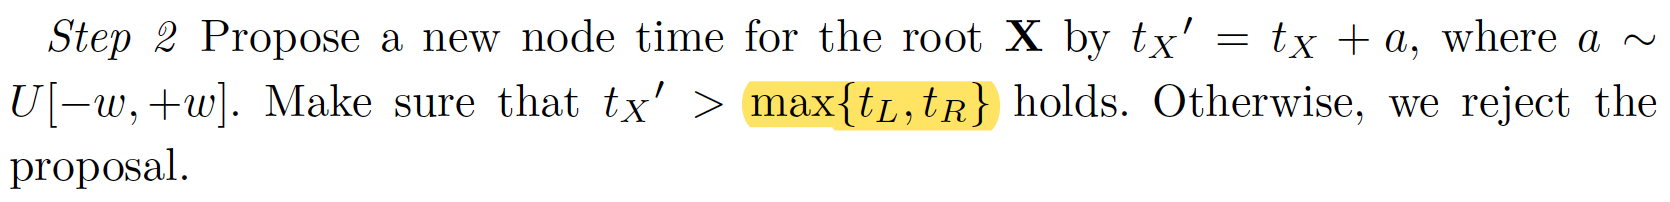 Step 2 Propose a new node time for the root X by t_X′ = t_X + a, where a ∼
U[−w, +w]. Make sure that t_X′ > max{t_L, t_R} holds. Otherwise, we reject the
proposal.